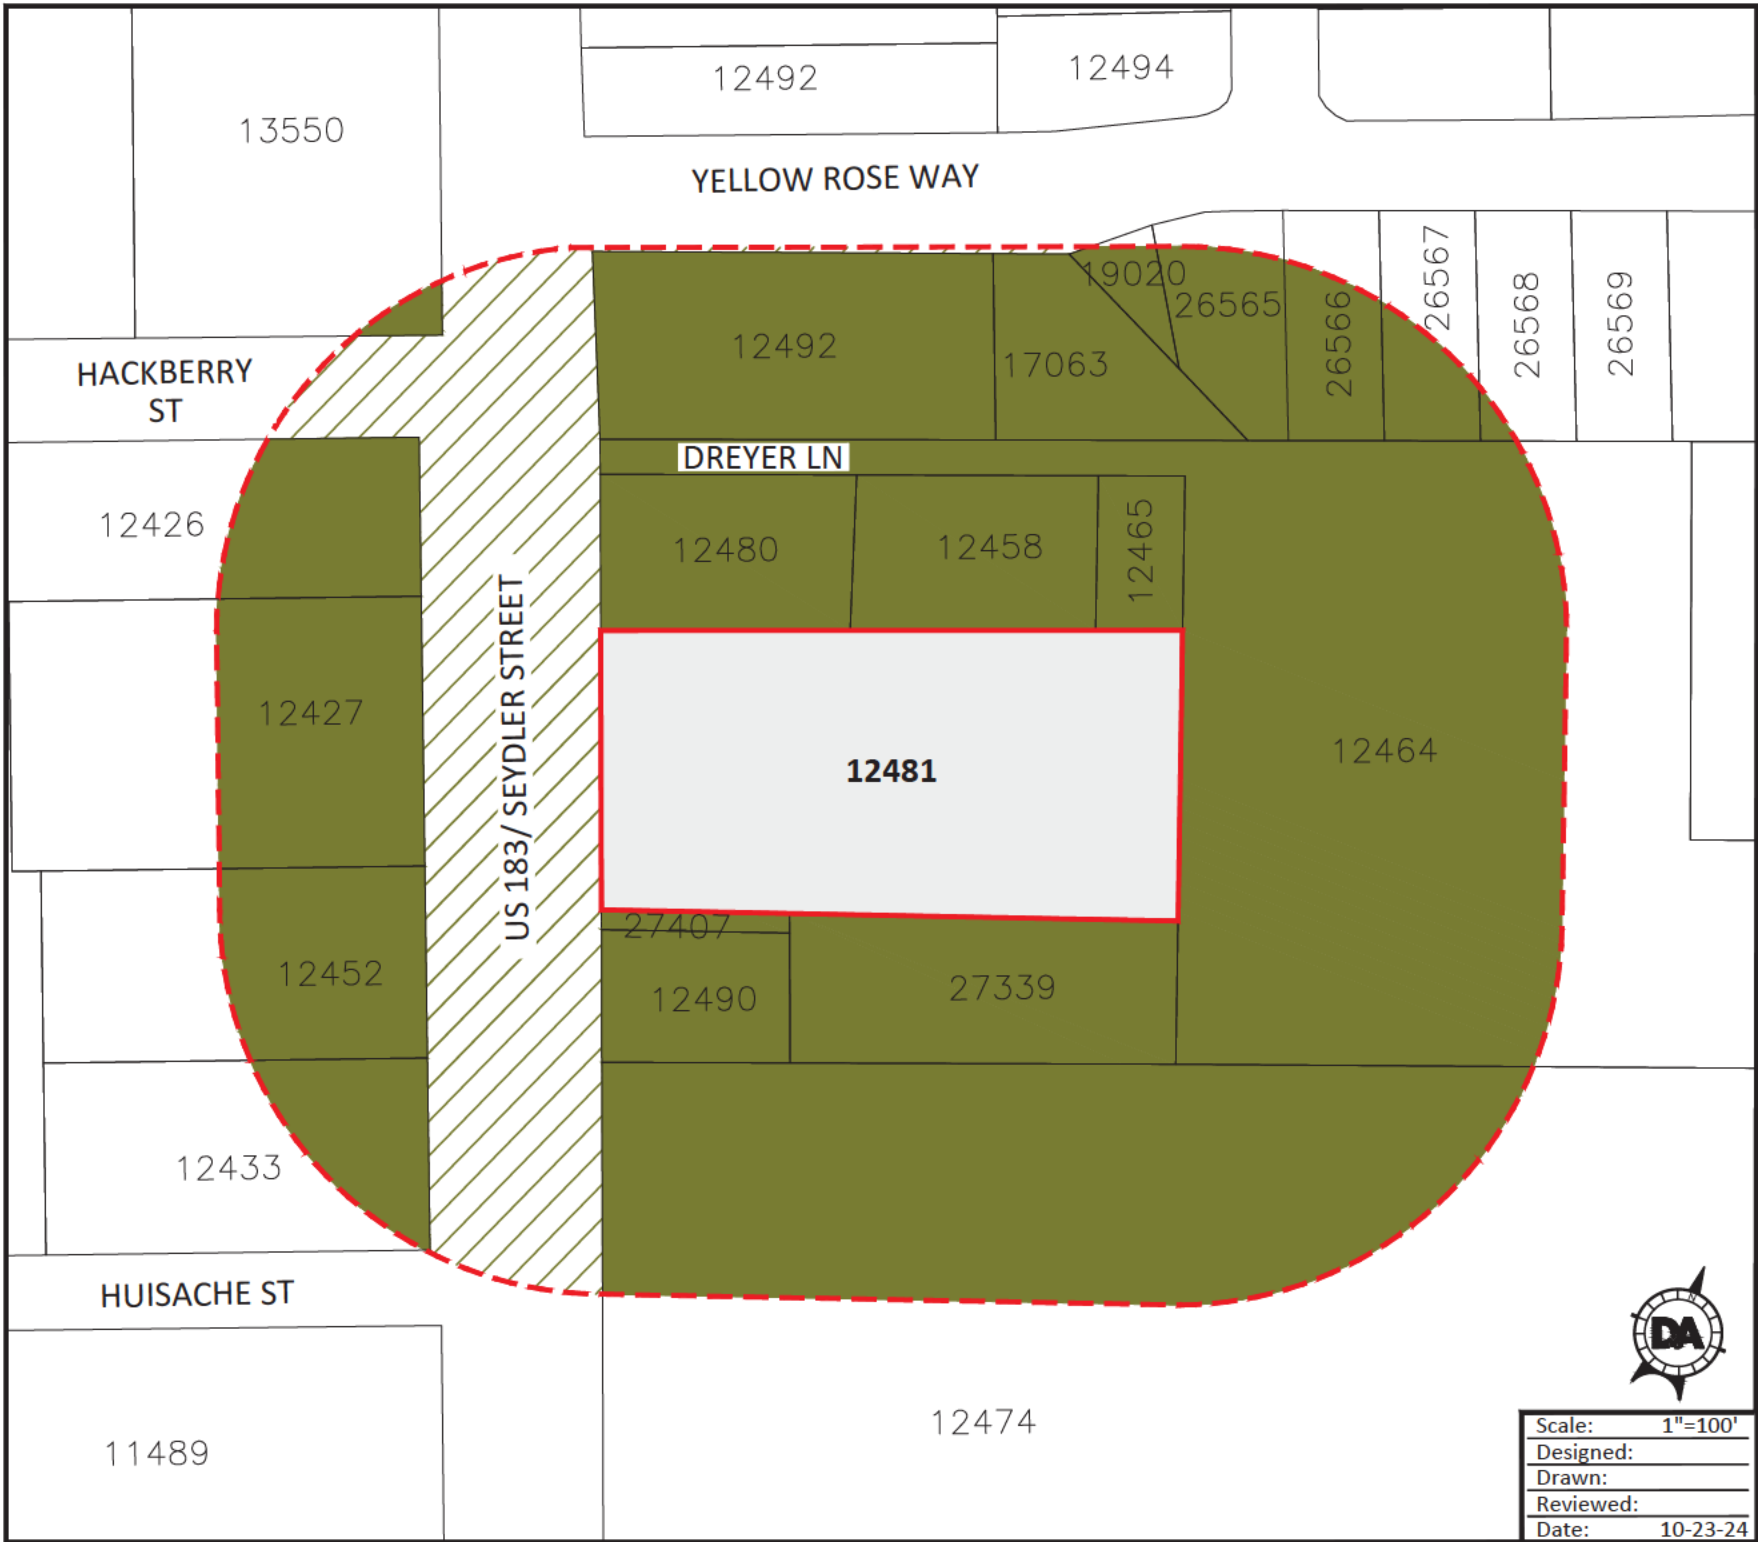 12492
12494
13550
YELLOW ROSE WAY
26567
19020
26565
26566
26568
26569
12492
17063
HACKBERRY
ST
DREYER LN
12426
12480
12458
12465
US 183/ SEYDLER STREET
12427
12481
12464
27407
12452
12490
27339
12433
HUISACHE ST
N
DA
12474
11489
Scale: 1"=100'
Designed:
Drawn:
Reviewed:
Date: 10-23-24